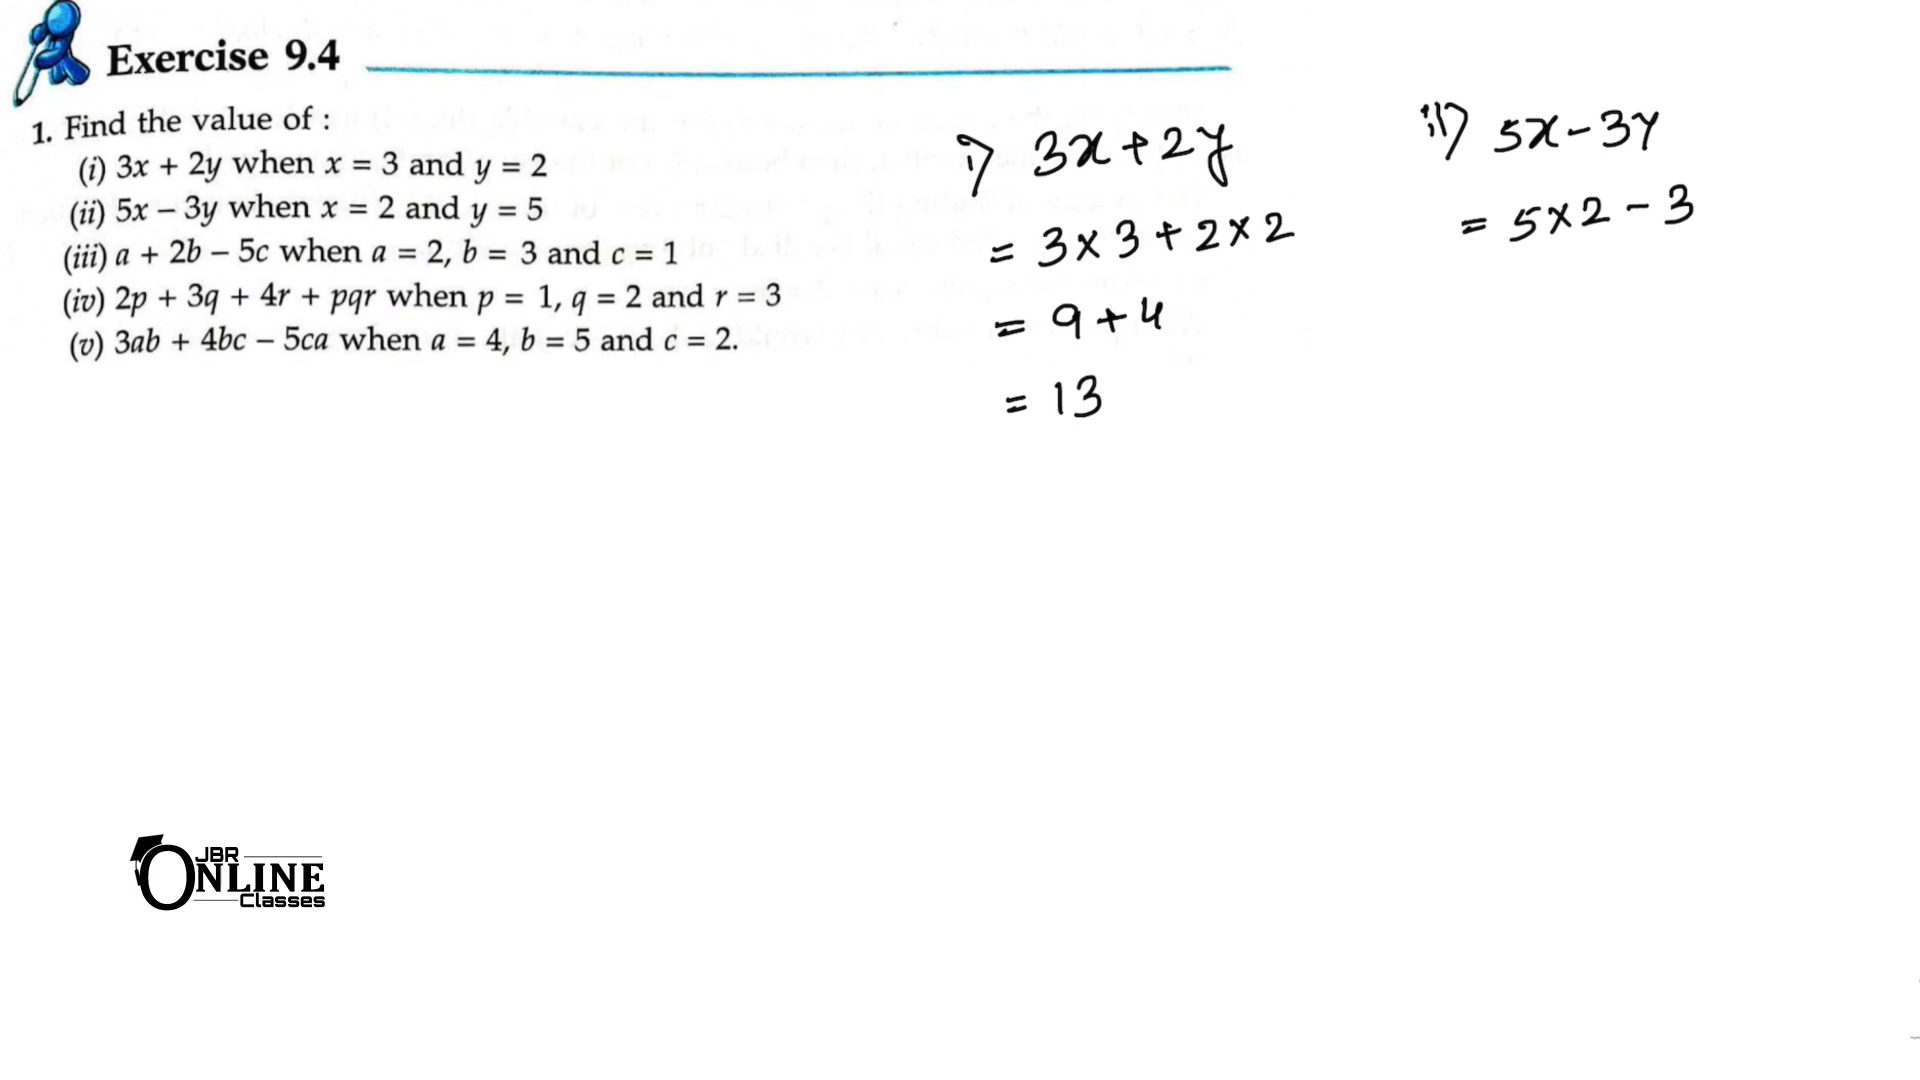 Exercise 9.4
1. Find the value of :
(i) 3x + 2y when x = 3 and y = 2
(ii) 5x – 3y when x = 2 and y = 5
(iii) a + 2b – 5c when a = 2, b = 3 and c = 1
(iv) 2p + 3q + 4r + pqr when p = 1, q = 2 and r = 3
(v) 3ab + 4bc – 5ca when a = 4, b = 5 and c = 2.
i) 3x + 2y
= 3 × 3 + 2 × 2
= 9 + 4
= 13
ii) 5x - 3y
= 5 × 2 - 3
JBR
ONLINE
Classes